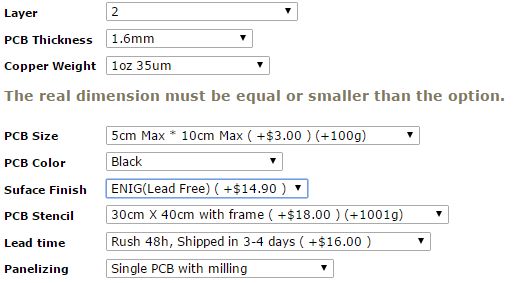 Layer 2
PCB Thickness 1.6mm
Copper Weight 1oz 35um
The real dimension must be equal or smaller than the option.
PCB Size 5cm Max * 10cm Max ( +$3.00 ) (+100g)
PCB Color Black
Suface Finish ENIG(Lead Free) ( +$14.90 )
PCB Stencil 30cm X 40cm with frame ( +$18.00 ) (+1001g)
Lead time Rush 48h, Shipped in 3-4 days ( +$16.00 )
Panelizing Single PCB with milling